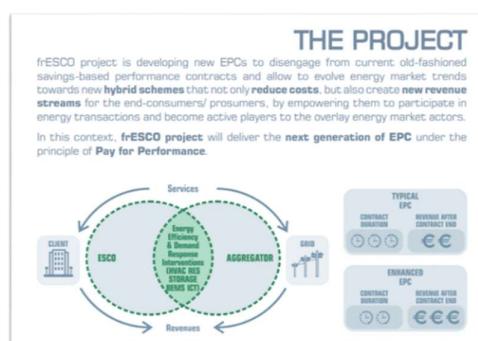 THE PROJECT
frESCO project is developing new EPCs to disengage from current old-fashioned
savings-based performance contracts and allow to evolve energy market trends
towards new hybrid schemes that not only reduce costs, but also create new revenue
streams for the end-consumers/ prosumers, by empowering them to participate in
energy transactions and become active players to the overlay energy market actors.
In this context, frESCO project will deliver the next generation of EPC under the
principle of Pay for Performance.
Services
CLIENT
ESCO
Energy
Efficiency
& Demand
Response
Interventions
(HVAC RES
STORAGE
BEMS ICT)
AGGREGATOR
GRID
Revenues
TYPICAL
EPC
CONTRACT
DURATION
REVENUE AFTER
CONTRACT END
€€
ENHANCED
EPC
CONTRACT
DURATION
REVENUE AFTER
CONTRACT END
€€€